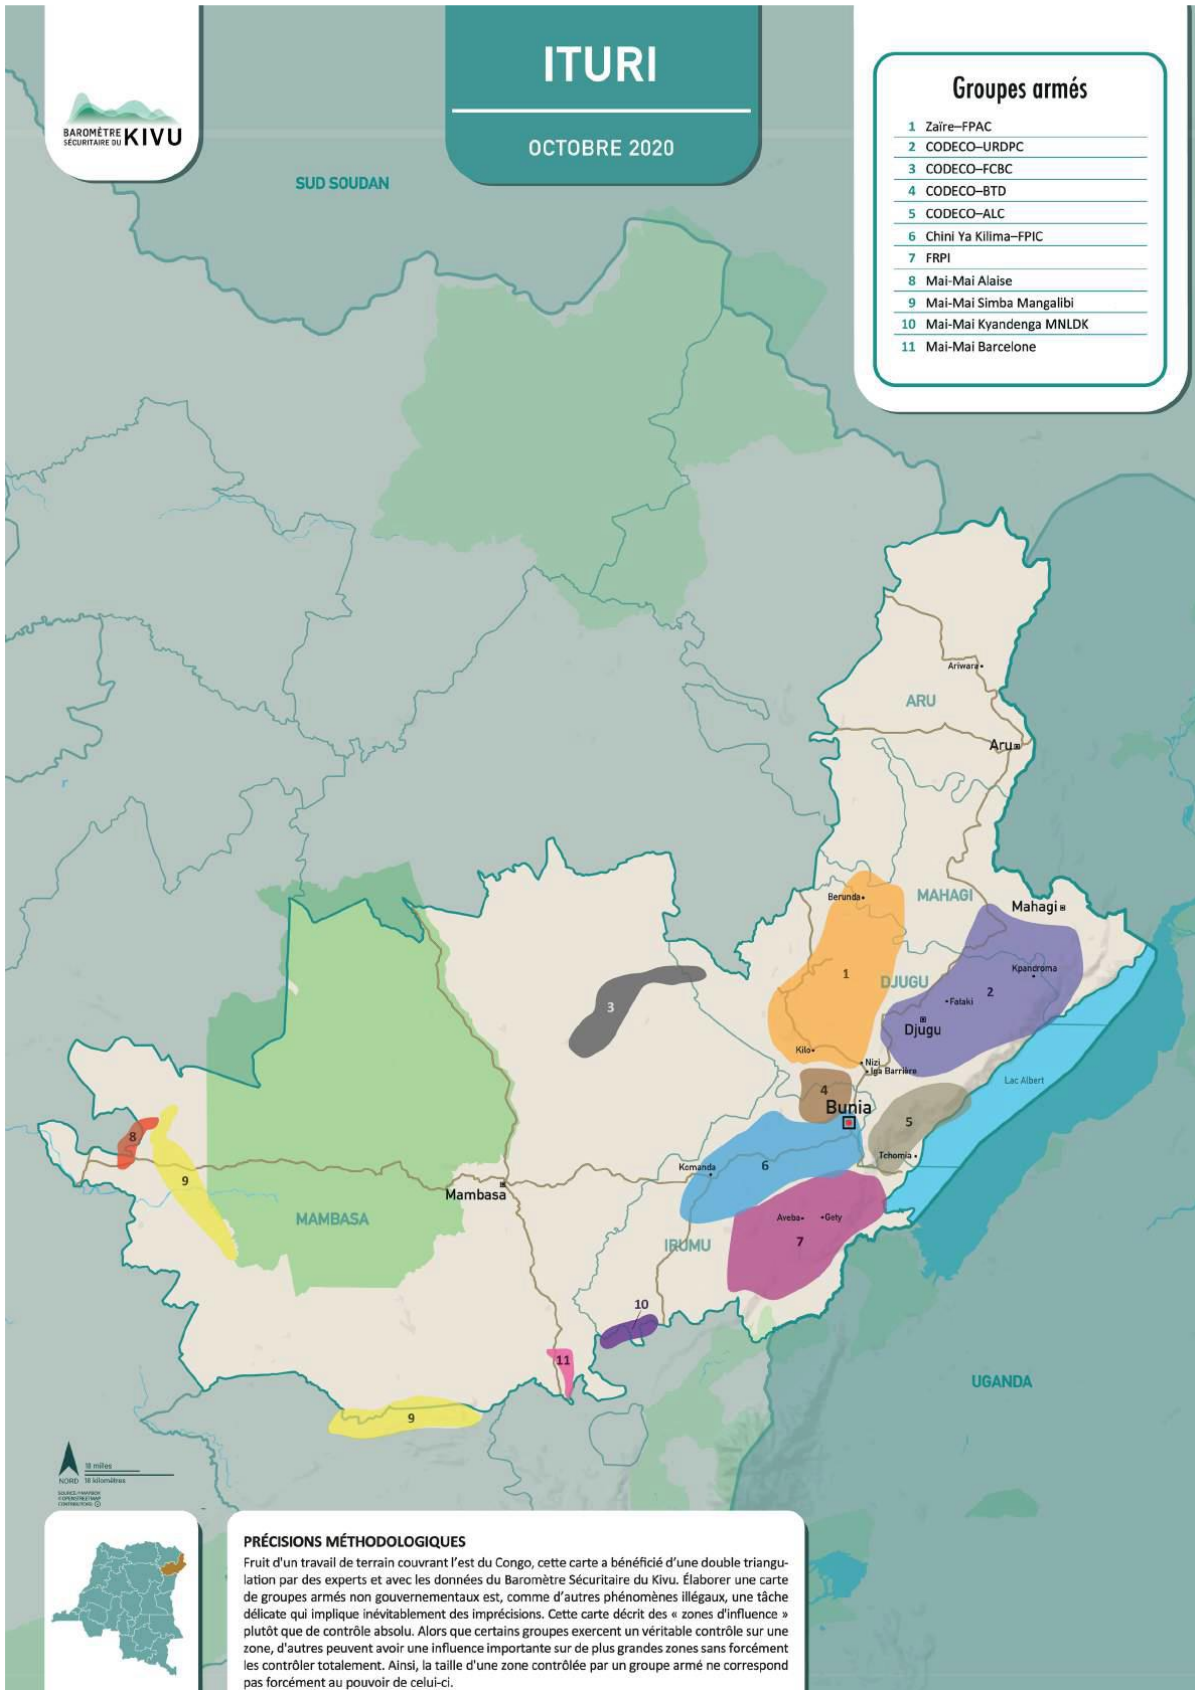 BAROMÈTRE
SÉCURITAIRE DU KIVU
ITURI
OCTOBRE 2020
Groupes armés
1 Zaïre–FPAC
2 CODECO–URDPC
3 CODECO–FCBC
4 CODECO–BTD
5 CODECO–ALC
6 Chini Ya Kilima–FPIC
7 FRPI
8 Mai-Mai Alaise
9 Mai-Mai Simba Mangalibi
10 Mai-Mai Kyandenga MNLDK
11 Mai-Mai Barcelone
SUD SOUDAN
Ariwara
ARU
Aru
Berunda
MAHAGI
Mahagi
Kpandroma
1
DJUGU
2
Fataki
3
Djugu
Kilo
Nizi
Iga Barrière
Lac Albert
4
Bunia
5
8
Tchomia
Komanda
6
9
Mambasa
MAMBASA
Aveba
Gety
IRUMU
7
10
11
UGANDA
9
NORD
18 miles
18 kilomètres
PRÉCISIONS MÉTHODOLOGIQUES
Fruit d'un travail de terrain couvrant l'est du Congo, cette carte a bénéficié d'une double triangu-
lation par des experts et avec les données du Baromètre Sécuritaire du Kivu. Élaborer une carte
de groupes armés non gouvernementaux est, comme d'autres phénomènes illégaux, une tâche
délicate qui implique inévitablement des imprécisions. Cette carte décrit des « zones d'influence »
plutôt que de contrôle absolu. Alors que certains groupes exercent un véritable contrôle sur une
zone, d'autres peuvent avoir une influence importante sur de plus grandes zones sans forcément
les contrôler totalement. Ainsi, la taille d'une zone contrôlée par un groupe armé ne correspond
pas forcément au pouvoir de celui-ci.